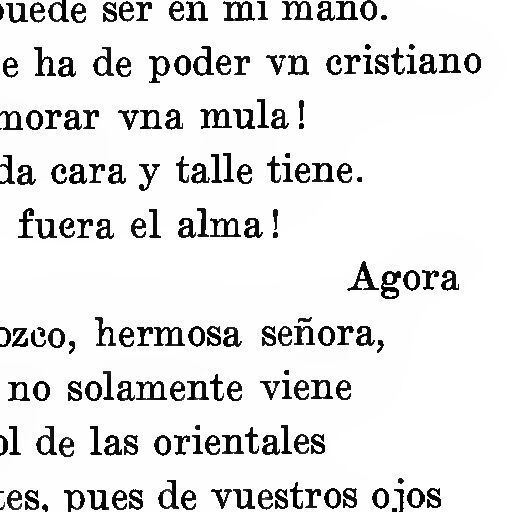 puede ser en mi mano.
e ha de poder vn cristiano
morar vna mula!
da cara y talle tiene.
fuera el alma!
Agora
ozco, hermosa señora,
no solamente viene
ol de las orientales
tes, pues de vuestros ojos